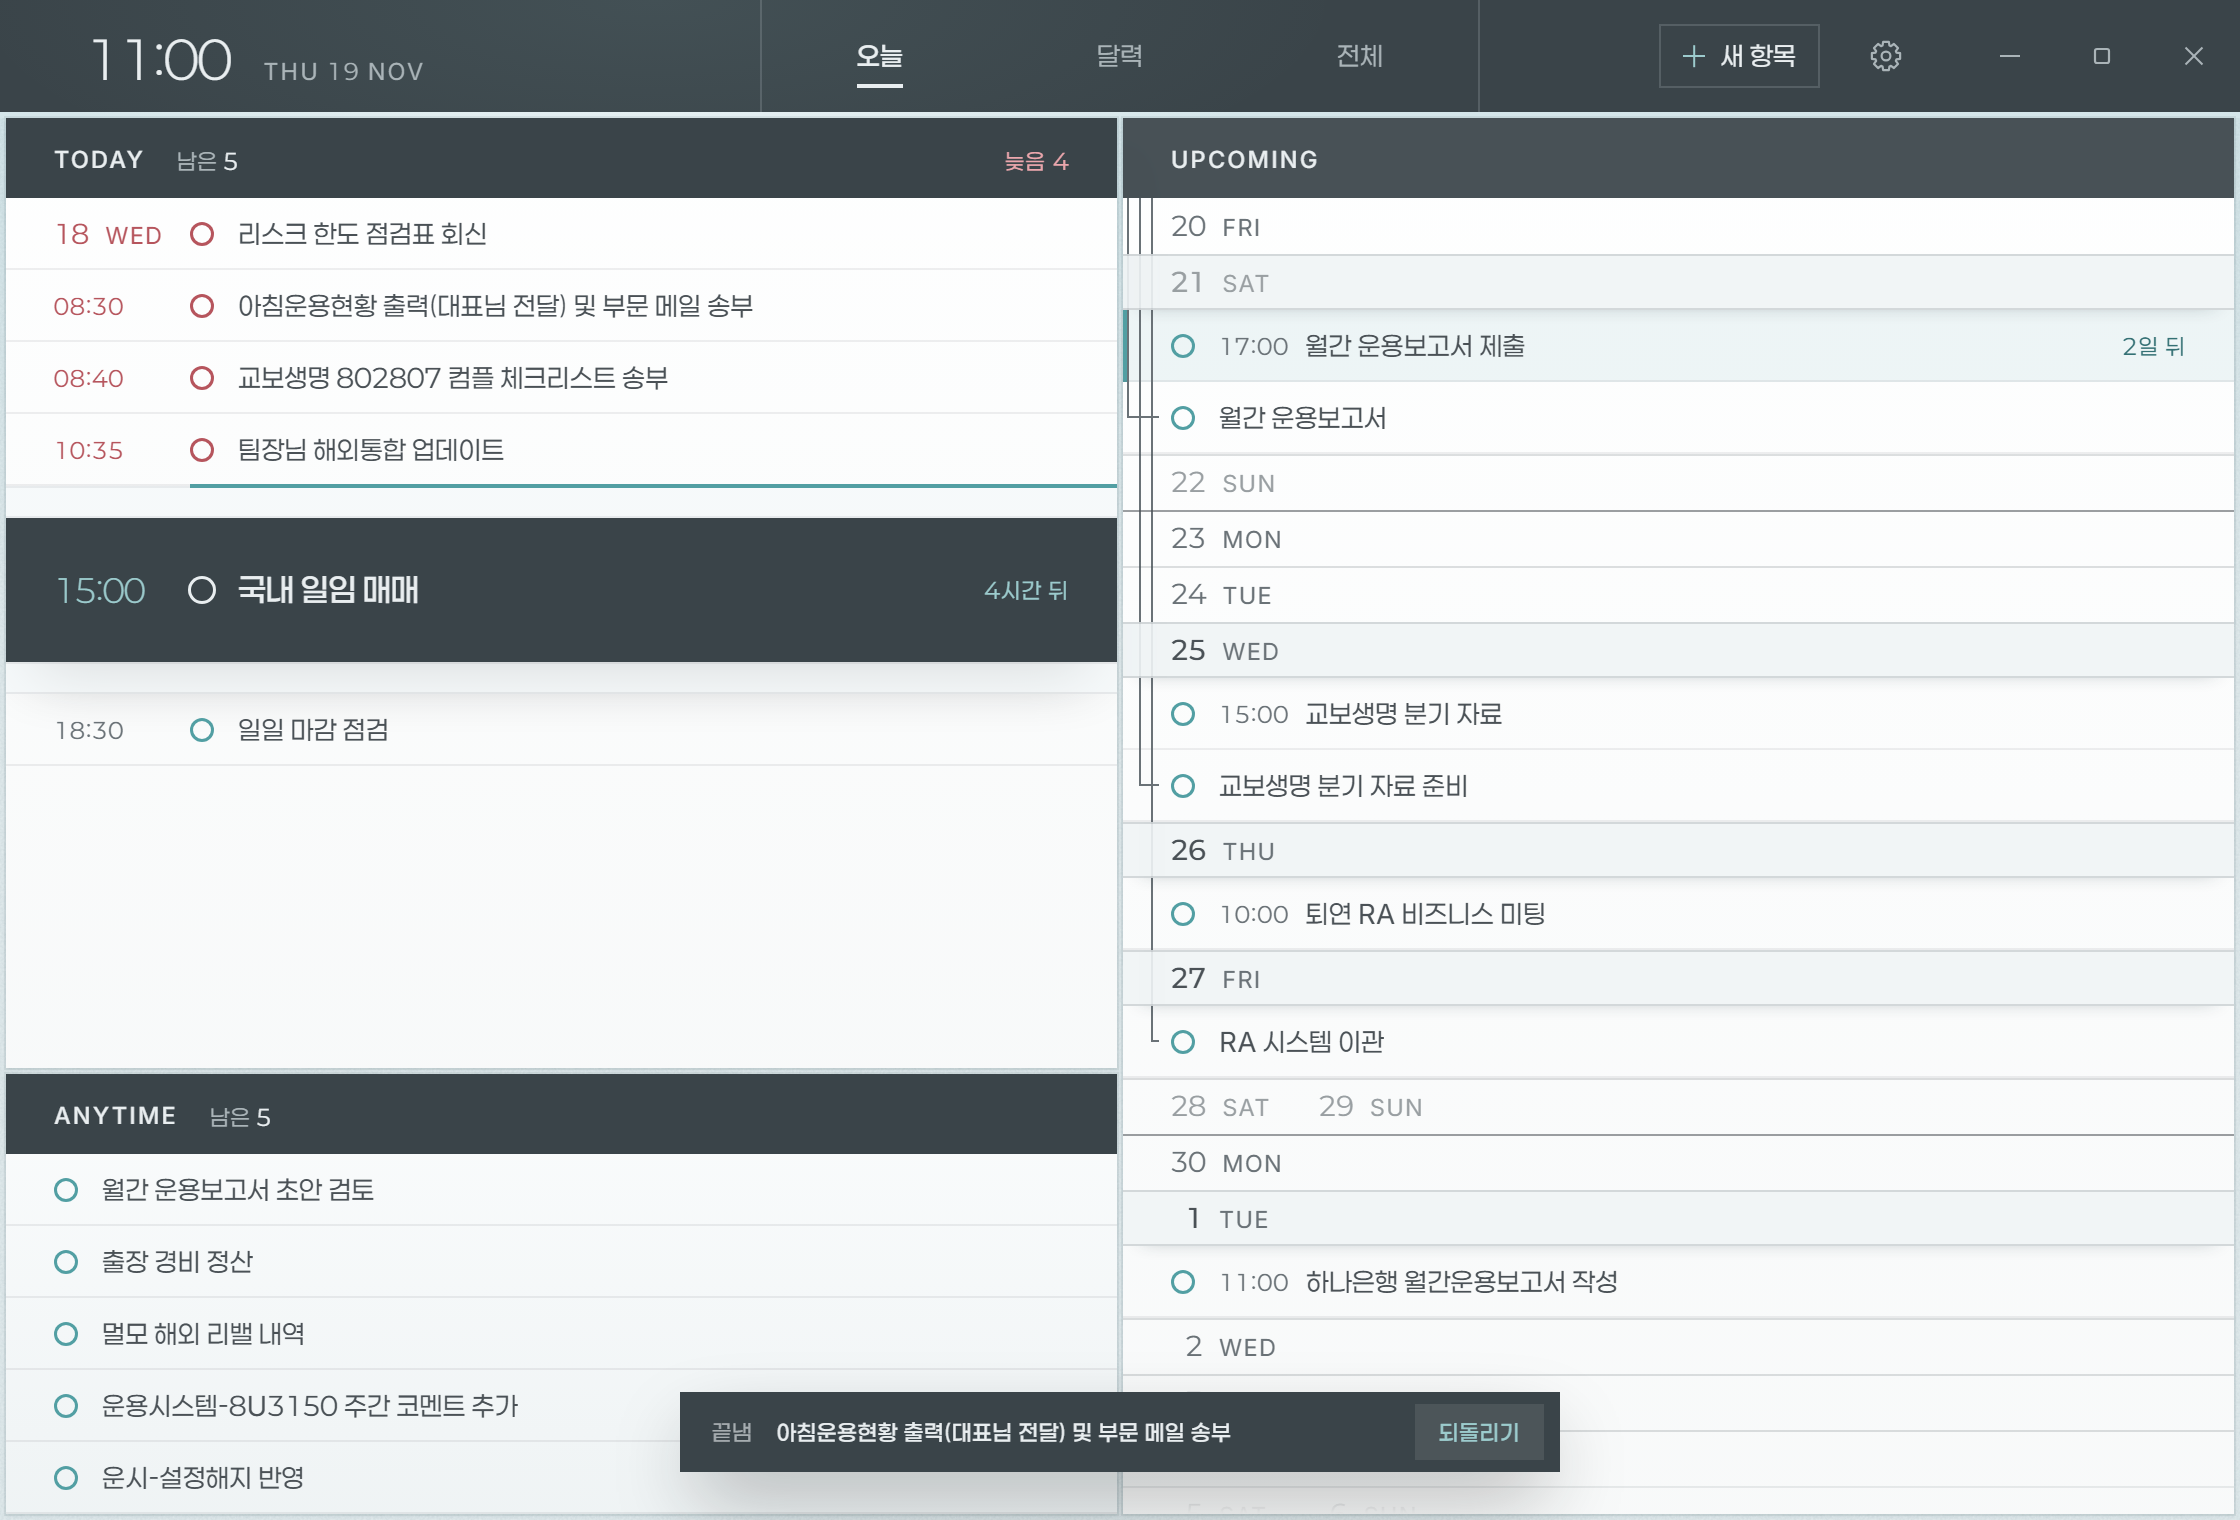 11:00 THU 19 NOV
오늘 달력 전체
새 항목
TODAY 남은 5 늦음 4
18 WED 리스크 한도 점검표 회신
08:30 아침운용현황 출력(대표님 전달) 및 부문 메일 송부
08:40 교보생명 802807 컴플 체크리스트 송부
10:35 팀장님 해외통합 업데이트
15:00 국내 일임 매매 4시간 뒤
18:30 일일 마감 점검
ANYTIME 남은 5
월간 운용보고서 초안 검토
출장 경비 정산
멀모 해외 리밸 내역
운용시스템-8U3150 주간 코멘트 추가
운시-설정해지 반영
UPCOMING
20 FRI
21 SAT
17:00 월간 운용보고서 제출 2일 뒤
월간 운용보고서
22 SUN
23 MON
24 TUE
25 WED
15:00 교보생명 분기 자료
교보생명 분기 자료 준비
26 THU
10:00 퇴연 RA 비즈니스 미팅
27 FRI
RA 시스템 이관
28 SAT 29 SUN
30 MON
1 TUE
11:00 하나은행 월간운용보고서 작성
2 WED
5 SAT 6 SUN
끝냄 아침운용현황 출력(대표님 전달) 및 부문 메일 송부 되돌리기